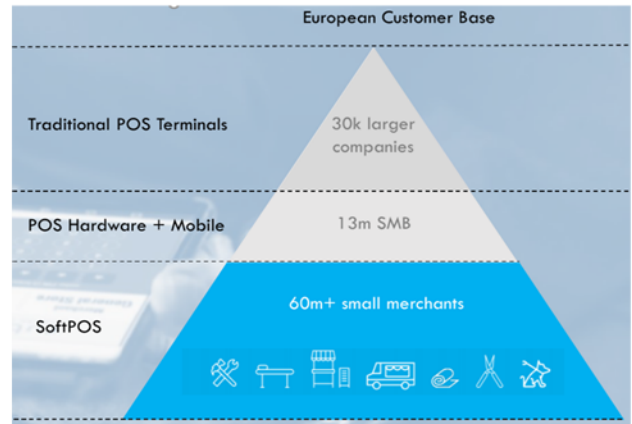 European Customer Base
Traditional POS Terminals
30k larger
companies
POS Hardware + Mobile
13m SMB
60m+ small merchants
SoftPOS